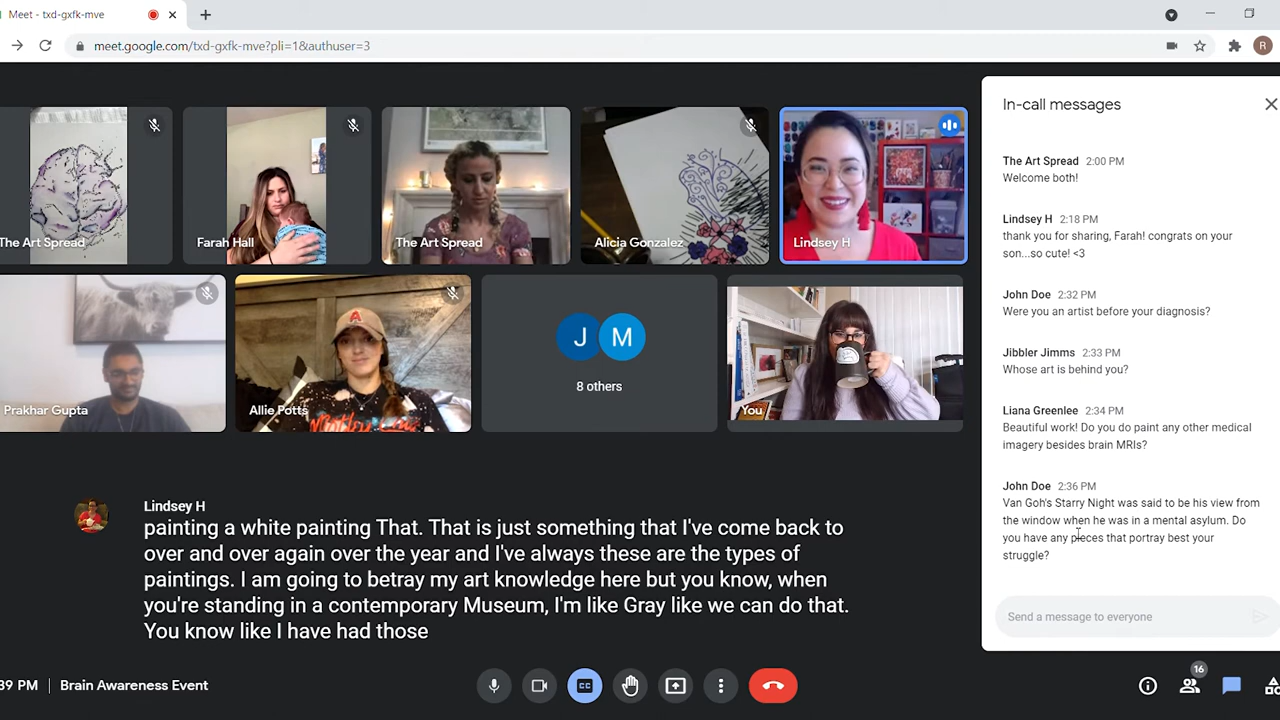 Meet - txd-gxfk-mve
meet.google.com/txd-gxfk-mve?pli=1&authuser=3
R
In-call messages
The Art Spread 2:00 PM
Welcome both!
Lindsey H 2:18 PM
thank you for sharing, Farah! congrats on your
son...so cute! <3
John Doe 2:32 PM
Were you an artist before your diagnosis?
Jibbler Jimms 2:33 PM
Whose art is behind you?
Liana Greenlee 2:34 PM
Beautiful work! Do you do paint any other medical
imagery besides brain MRIs?
John Doe 2:36 PM
Van Goh's Starry Night was said to be his view from
the window when he was in a mental asylum. Do
you have any pieces that portray best your
struggle?
Send a message to everyone
The Art Spread
Farah Hall
The Art Spread
Alicia Gonzalez
Lindsey H
Prakhar Gupta
A
Allie Potts
J M
8 others
You
Lindsey H
painting a white painting That. That is just something that I've come back to
over and over again over the year and I've always these are the types of
paintings. I am going to betray my art knowledge here but you know, when
you're standing in a contemporary Museum, I'm like Gray like we can do that.
You know like I have had those
39 PM | Brain Awareness Event
CC
16